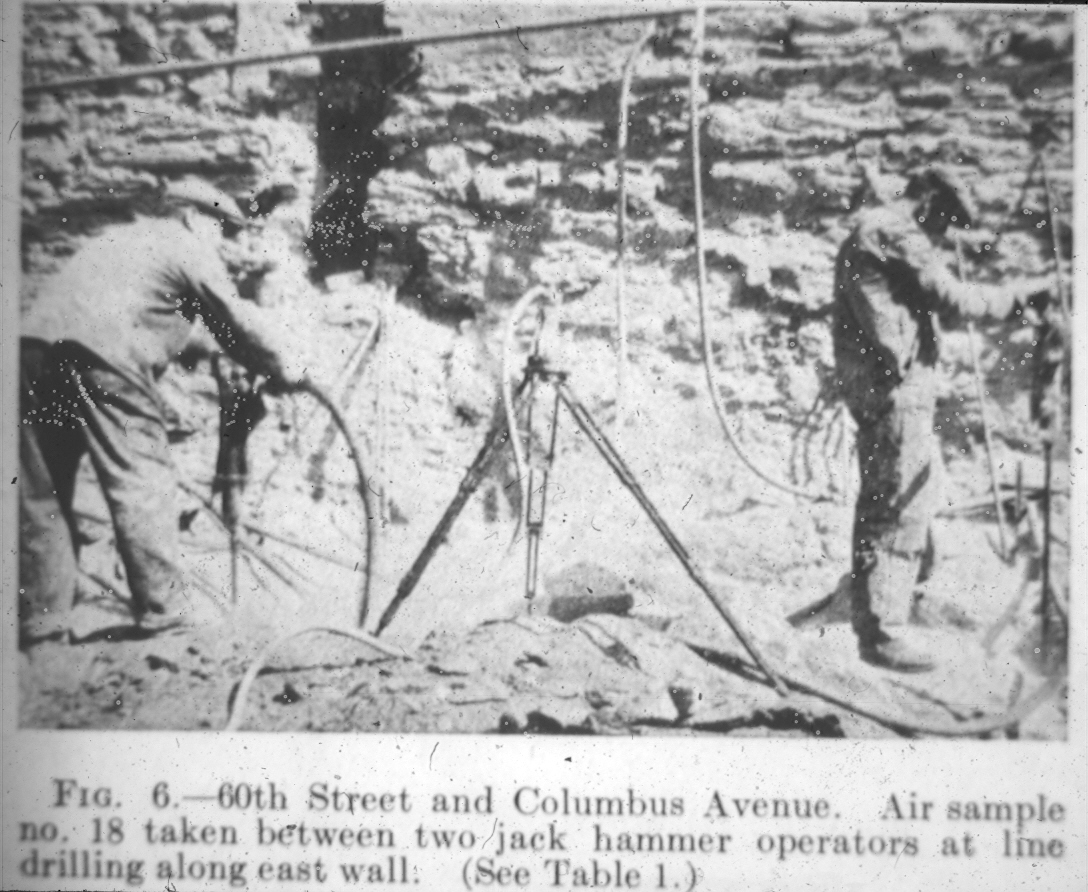 FIG. 6.—60th Street and Columbus Avenue. Air sample
no. 18 taken between two jack hammer operators at line
drilling along east wall. (See Table 1.)